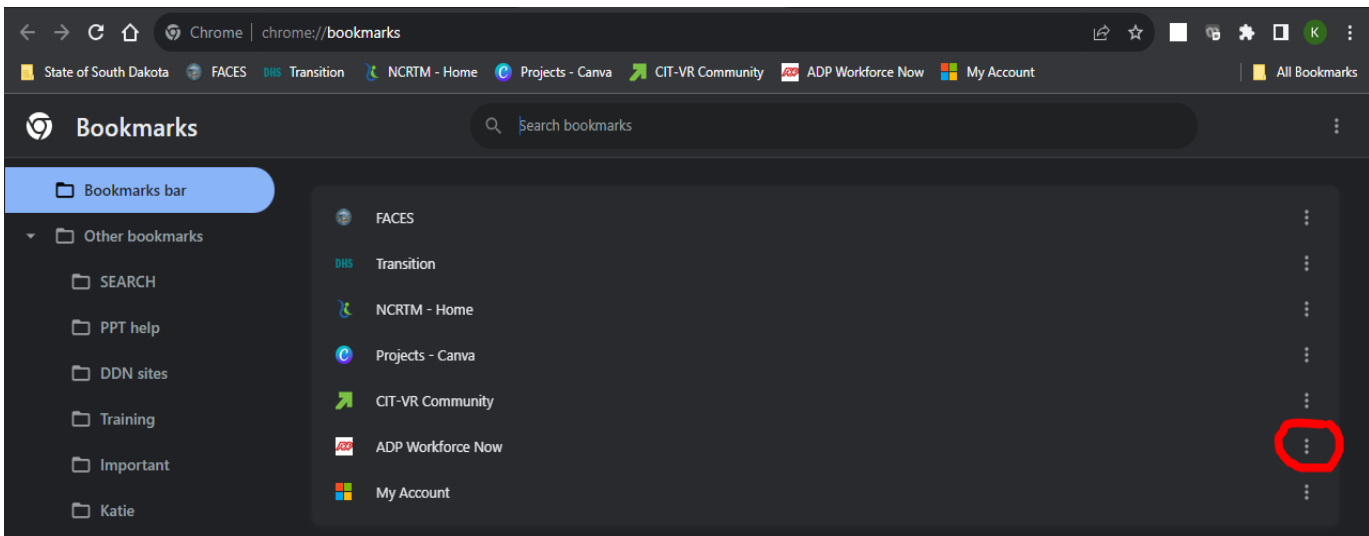 Chrome | chrome://bookmarks K
State of South Dakota FACES DHS Transition NCRTM - Home Projects - Canva CIT-VR Community ADP Workforce Now My Account All Bookmarks
Bookmarks Search bookmarks
Bookmarks bar
Other bookmarks
SEARCH
PPT help
DDN sites
Training
Important
Katie
FACES
DHS Transition
NCRTM - Home
Projects - Canva
CIT-VR Community
ADP Workforce Now
My Account